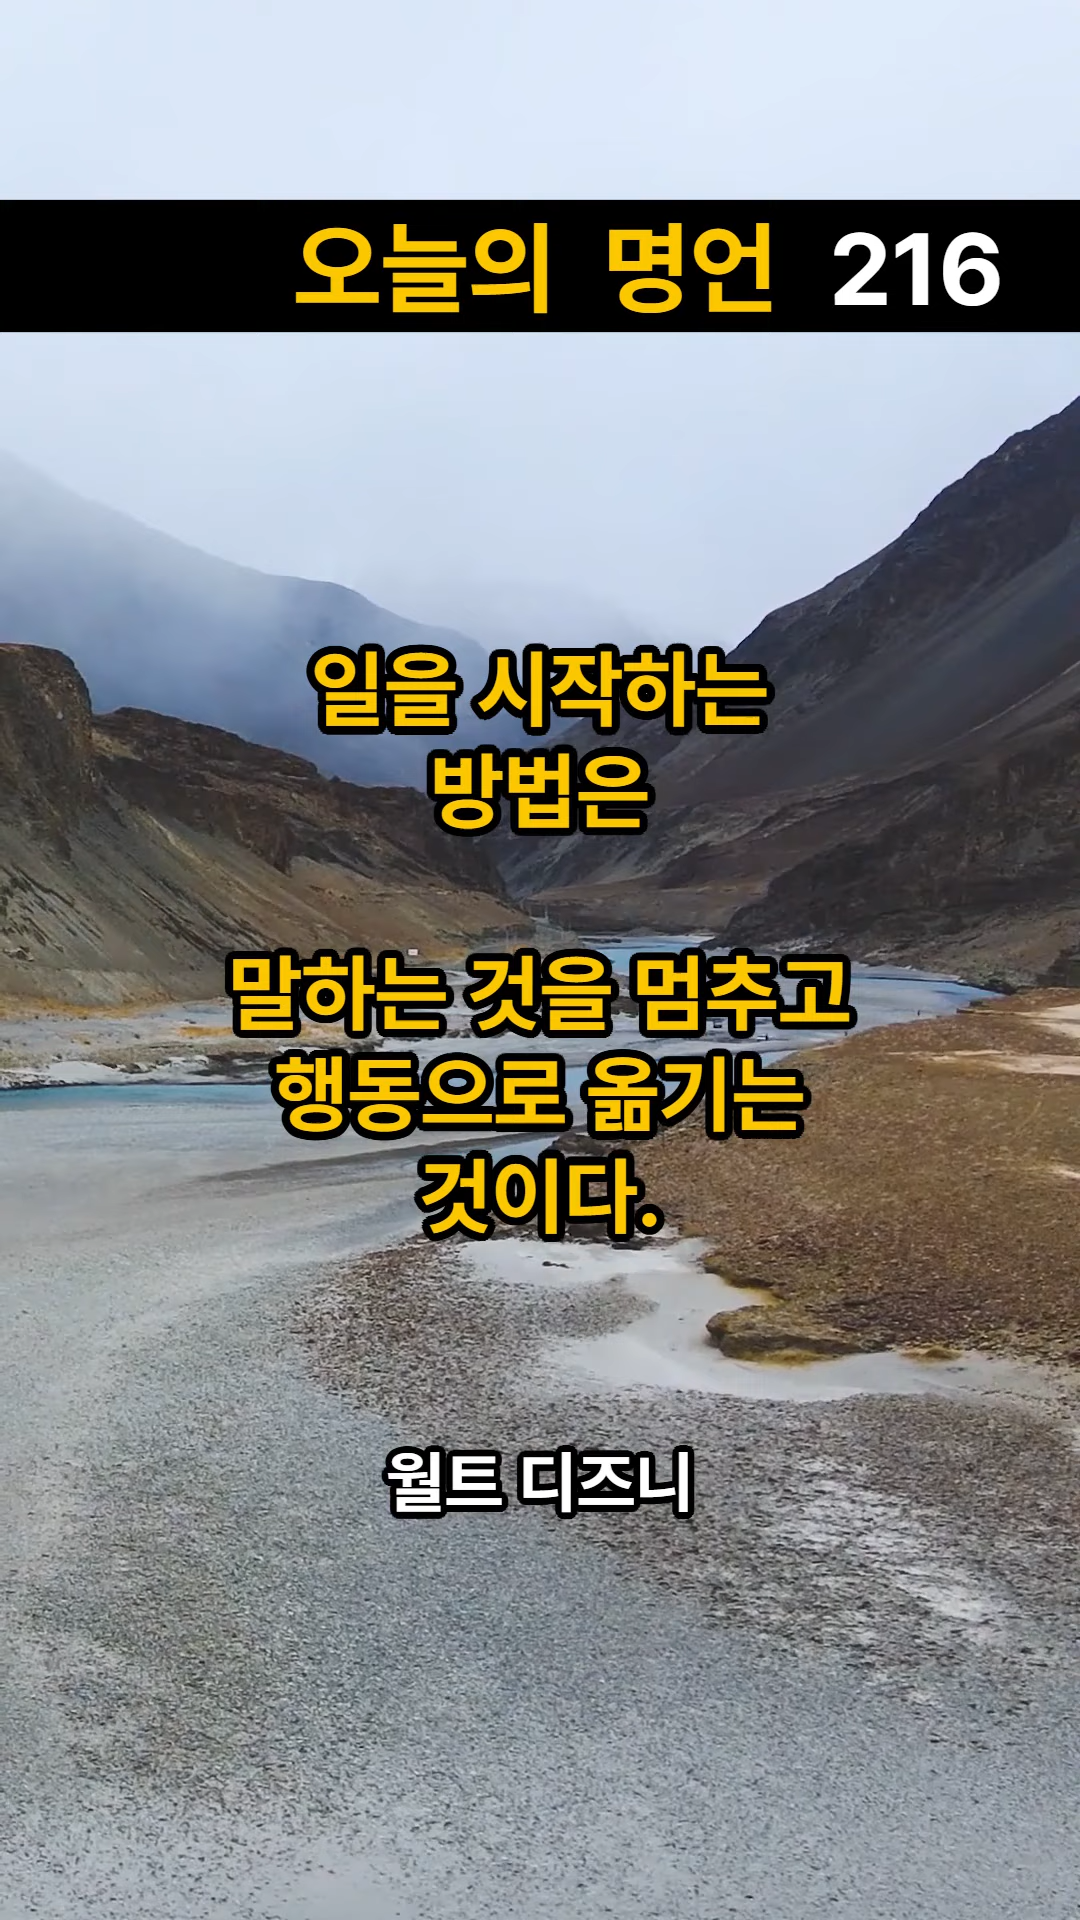 오늘의 명언 216
일을 시작하는
방법은
말하는 것을 멈추고
행동으로 옮기는
것이다.
월트 디즈니